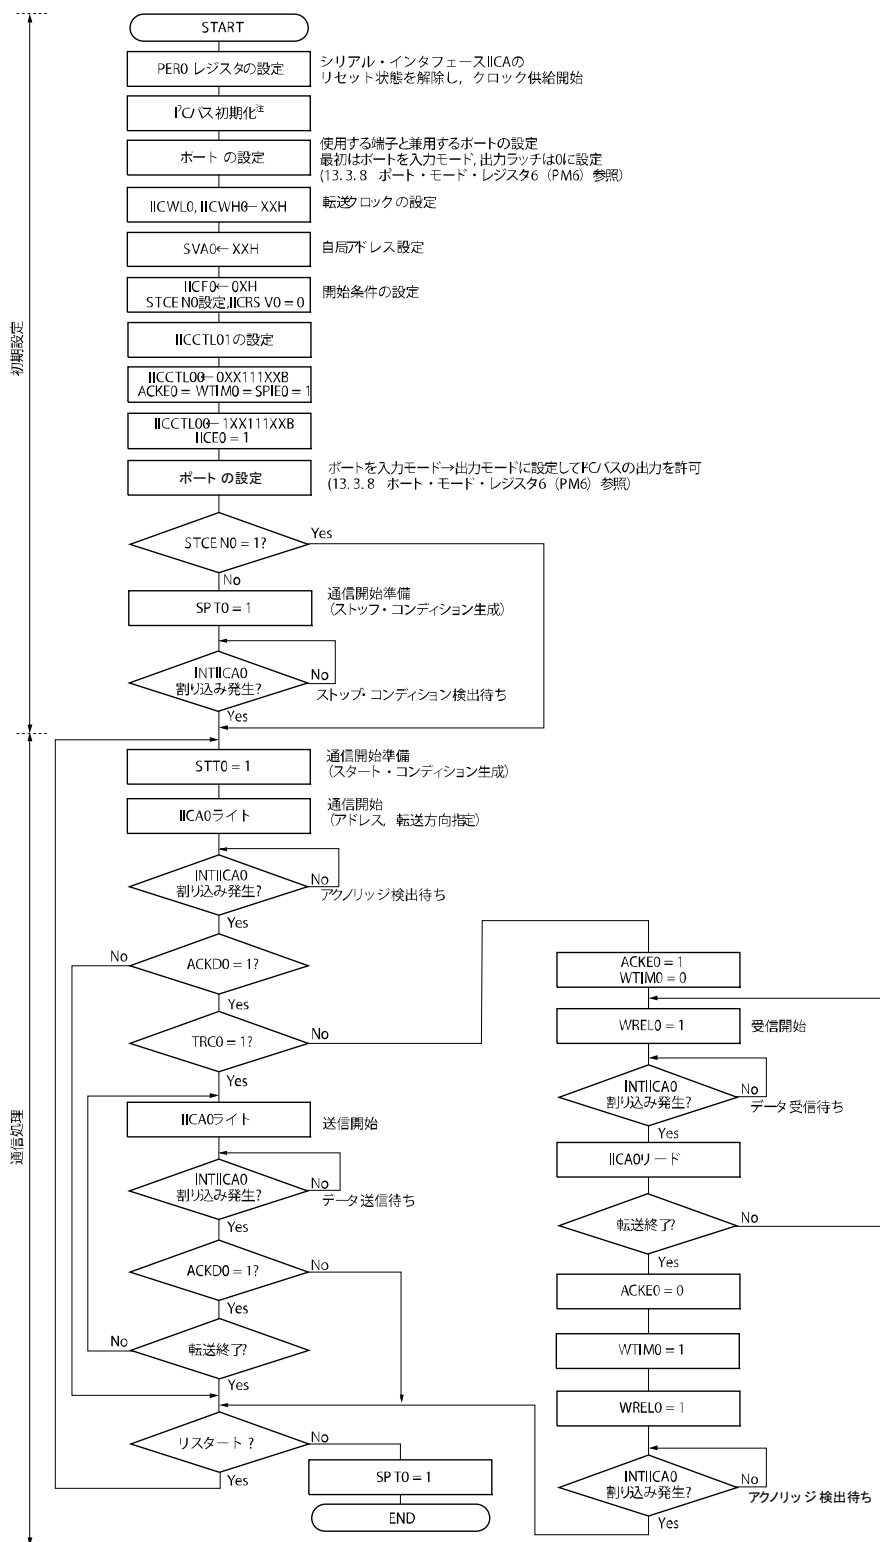 START
PER0 レジスタの設定
シリアル・インタフェースIICAの
リセット状態を解除し，クロック供給開始
I²Cバス初期化注
ポートの設定
使用する端子と兼用するポートの設定
最初はポートを入力モード, 出力ラッチは0に設定
(13. 3. 8 ポート・モード・レジスタ6（PM6）参照)
IICWL0, IICWH0←XXH
転送クロックの設定
SVA0←XXH
自局アドレス設定
IICF0←0XH
STCEN0設定, IICRSV0 = 0
開始条件の設定
初期設定
IICCTL01の設定
IICCTL00←0XX111XXB
ACKE0 = WTIM0 = SPIE0 = 1
IICCTL00←1XX111XXB
IICE0 = 1
ポートの設定
ポートを入力モード→出力モードに設定してI²Cバスの出力を許可
(13. 3. 8 ポート・モード・レジスタ6（PM6）参照)
STCEN0 = 1?
Yes
No
SPT0 = 1
通信開始準備
(ストップ・コンディション生成)
INTIICA0
割り込み発生?
No
ストップ・コンディション検出待ち
Yes
STT0 = 1
通信開始準備
(スタート・コンディション生成)
IICA0ライト
通信開始
(アドレス，転送方向指定)
INTIICA0
割り込み発生?
No
アクノリッジ検出待ち
Yes
ACKD0 = 1?
No
Yes
TRC0 = 1?
No
Yes
通信処理
IICA0ライト
送信開始
INTIICA0
割り込み発生?
No
データ送信待ち
Yes
ACKD0 = 1?
No
Yes
転送終了?
No
Yes
リスタート？
No
Yes
SPT0 = 1
END
ACKE0 = 1
WTIM0 = 0
WREL0 = 1
受信開始
INTIICA0
割り込み発生?
No
データ受信待ち
Yes
IICA0リード
転送終了?
No
Yes
ACKE0 = 0
WTIM0 = 1
WREL0 = 1
INTIICA0
割り込み発生?
No
アクノリッジ検出待ち
Yes